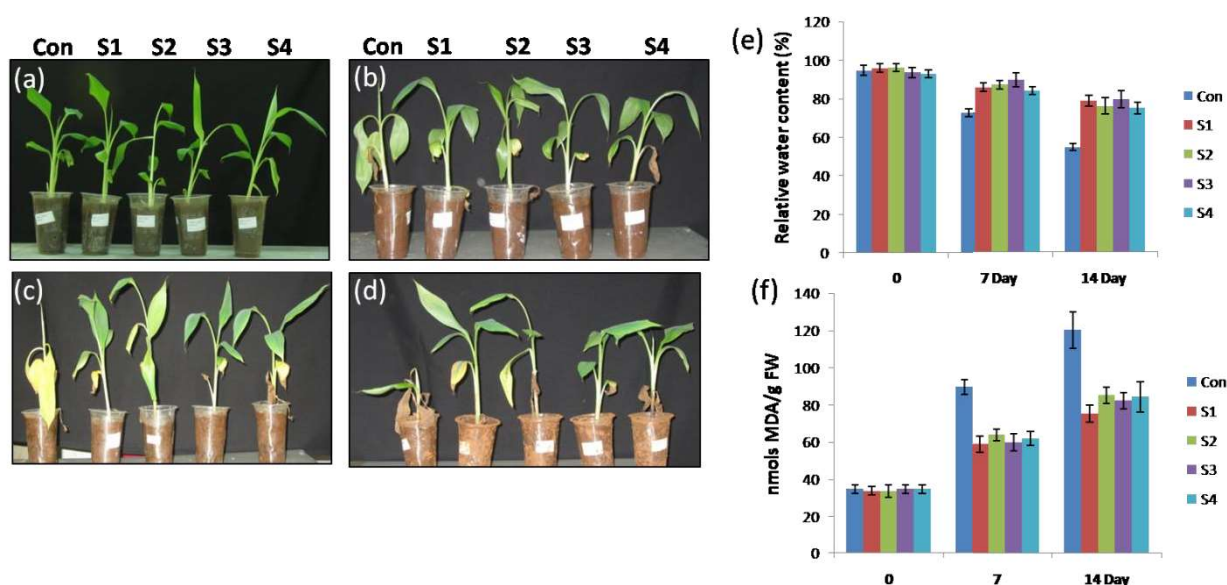 Con S1 S2 S3 S4
Con S1 S2 S3 S4
(a)
(b)
(c)
(d)
(e)
Relative water content (%)
120
100
80
60
40
20
0
0 7 Day 14 Day
Con
S1
S2
S3
S4
(f)
nmols MDA/g FW
140
120
100
80
60
40
20
0
0 7 14 Day
Con
S1
S2
S3
S4